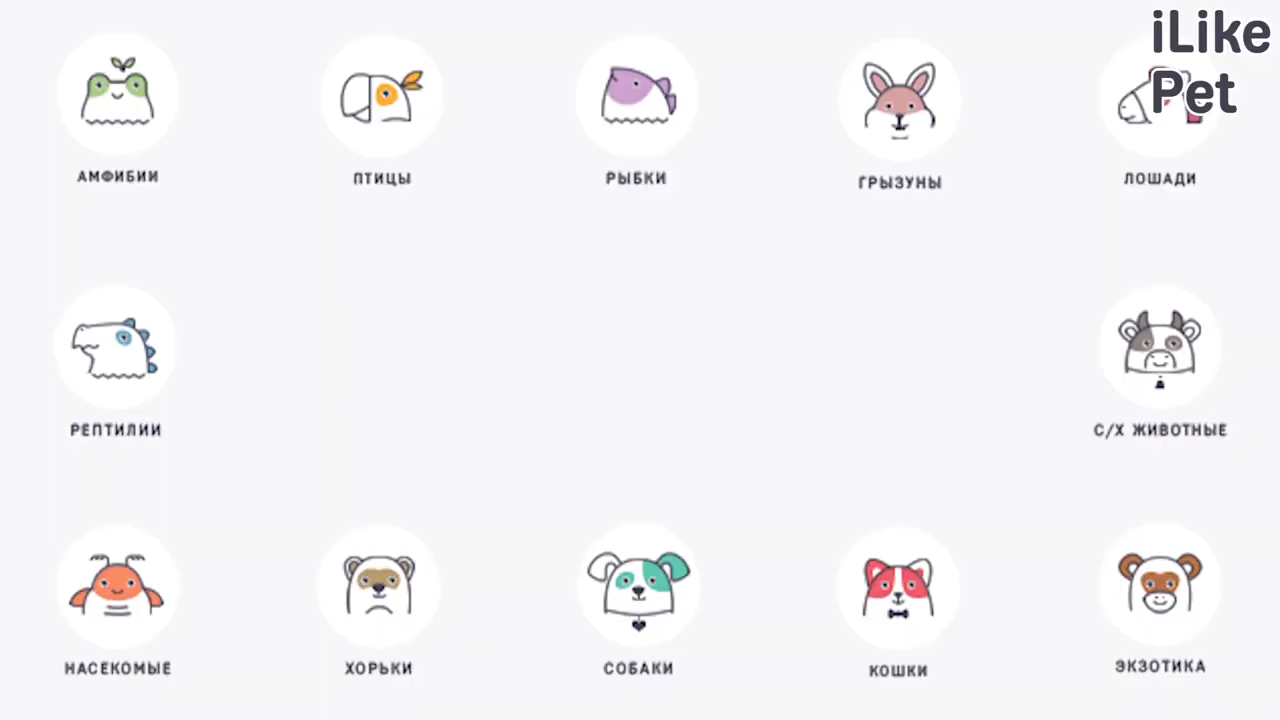 iLike
Pet
АМФИБИИ
ПТИЦЫ
РЫБКИ
ГРЫЗУНЫ
ЛОШАДИ
РЕПТИЛИИ
С/Х ЖИВОТНЫЕ
НАСЕКОМЫЕ
ХОРЬКИ
СОБАКИ
КОШКИ
ЭКЗОТИКА